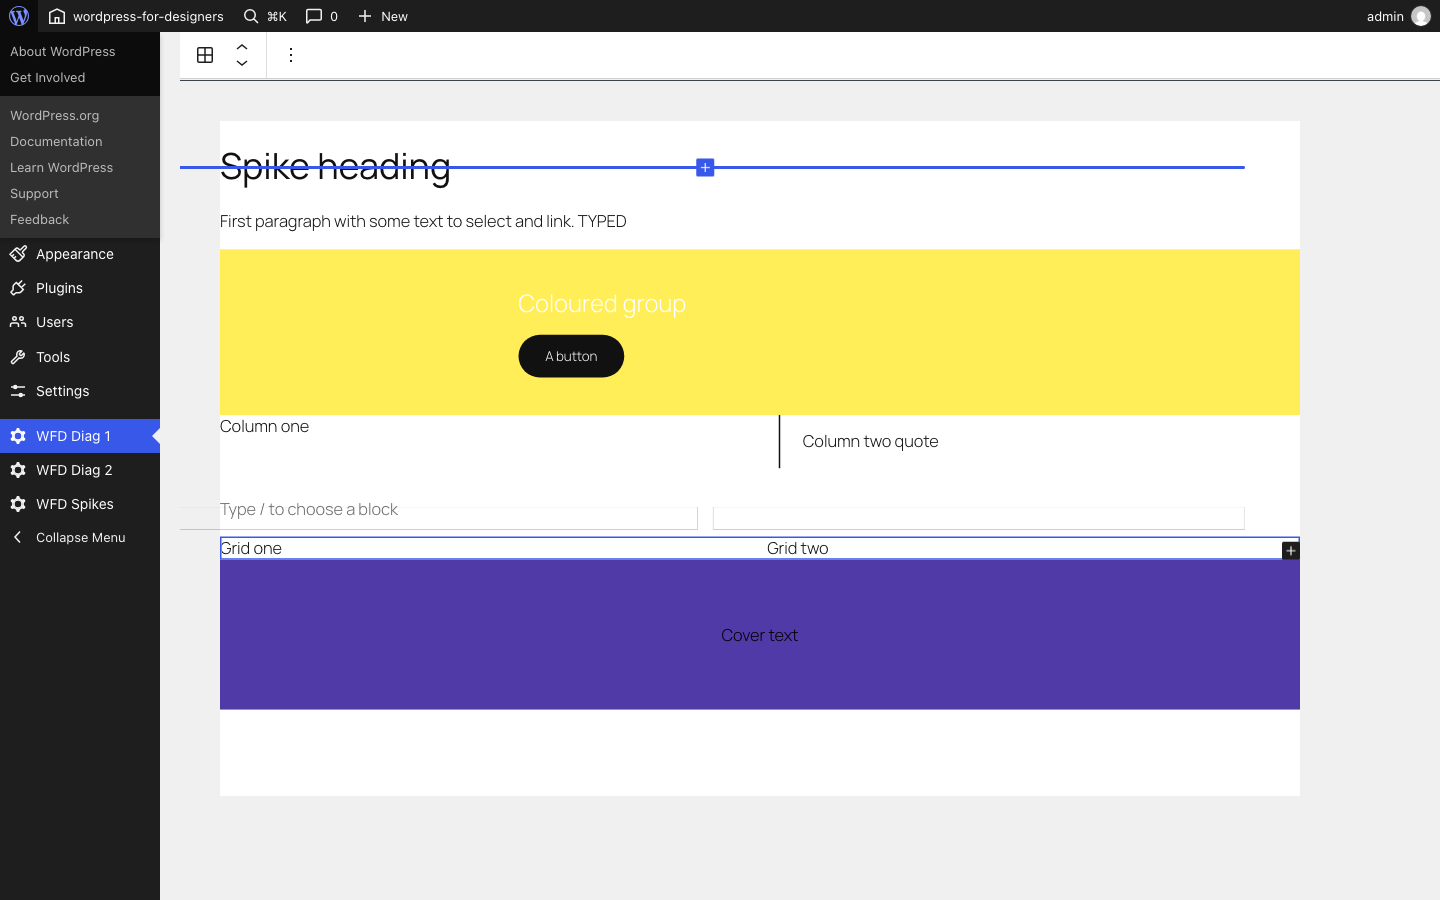 wordpress-for-designers
⌘K
0
New
admin
About WordPress
Get Involved
WordPress.org
Documentation
Learn WordPress
Support
Feedback
Appearance
Plugins
Users
Tools
Settings
WFD Diag 1
WFD Diag 2
WFD Spikes
Collapse Menu
Spike heading
First paragraph with some text to select and link. TYPED
Coloured group
A button
Column one
Column two quote
Type / to choose a block
Grid one
Grid two
Cover text